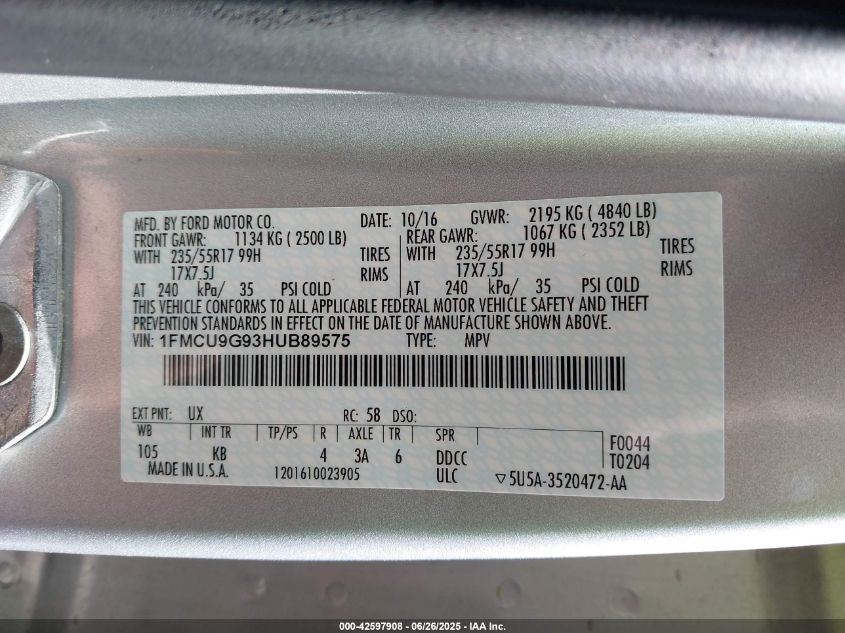 MFD. BY FORD MOTOR CO. DATE: 10/16 GVWR: 2195 KG ( 4840 LB)
FRONT GAWR: 1134 KG ( 2500 LB) REAR GAWR: 1067 KG ( 2352 LB)
WITH 235/55R17 99H TIRES WITH 235/55R17 99H TIRES
17X7.5J RIMS 17X7.5J RIMS
AT 240 kPa/ 35 PSI COLD AT 240 kPa/ 35 PSI COLD
THIS VEHICLE CONFORMS TO ALL APPLICABLE FEDERAL MOTOR VEHICLE SAFETY AND THEFT
PREVENTION STANDARDS IN EFFECT ON THE DATE OF MANUFACTURE SHOWN ABOVE.
VIN: 1FMCU9G93HUB89575 TYPE: MPV
EXT PNT: UX RC: 58 DSO:
WB INT TR TP/PS R AXLE TR SPR F0044
105 KB 4 3A 6 DDCC T0204
MADE IN U.S.A. 1201610023905 ULC ▽5U5A-3520472-AA
000-42597908 - 06/26/2025 - IAA Inc.